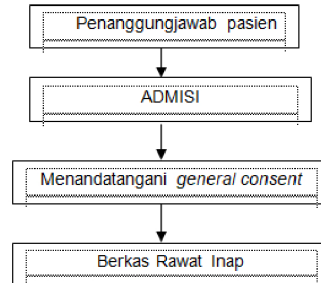 Penanggungjawab pasien
ADMISI
Menandatangani general consent
Berkas Rawat Inap